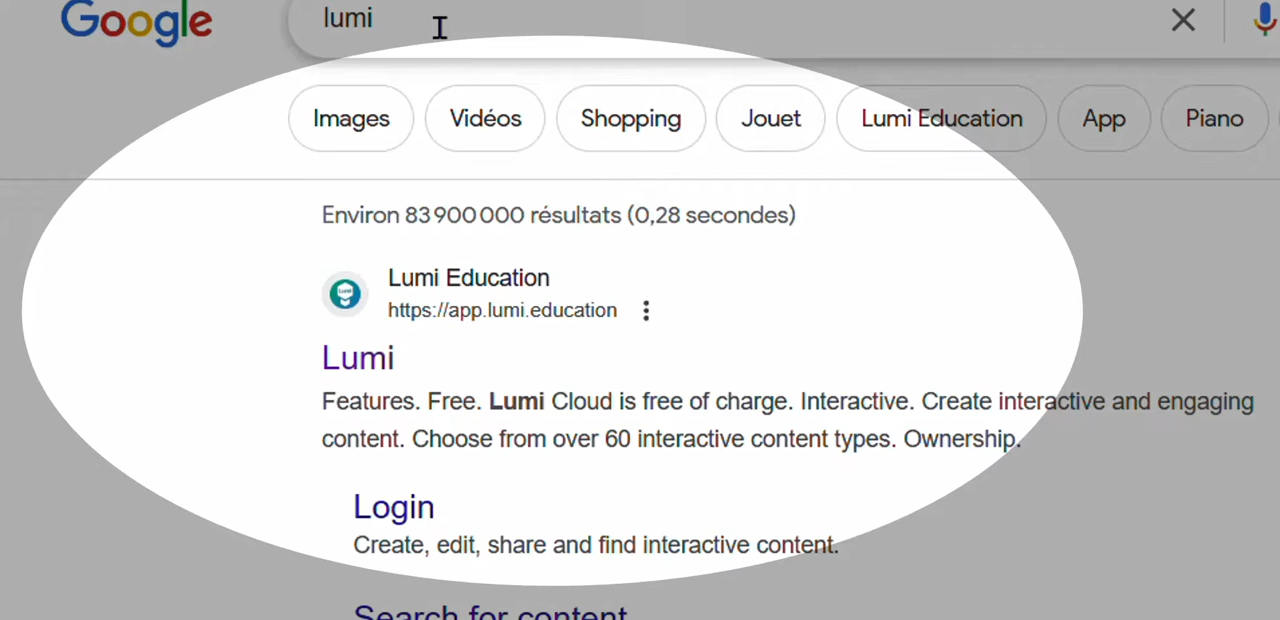 Google
lumi
Images Vidéos Shopping Jouet Lumi Education App Piano
Environ 83 900 000 résultats (0,28 secondes)
Lumi Education
https://app.lumi.education
Lumi
Features. Free. Lumi Cloud is free of charge. Interactive. Create interactive and engaging
content. Choose from over 60 interactive content types. Ownership.
Login
Create, edit, share and find interactive content.
Search for content